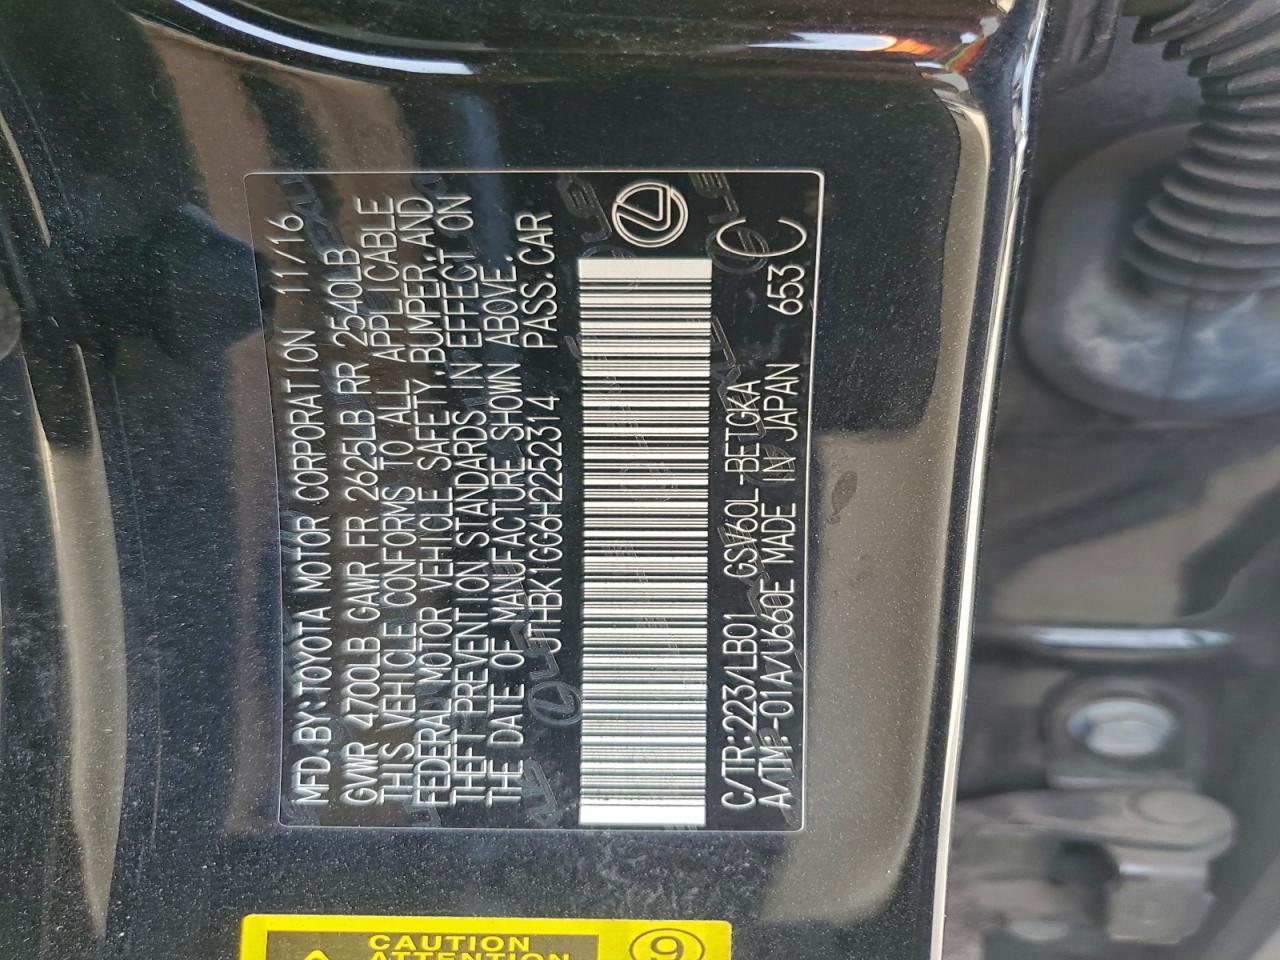 MFD.BY:TOYOTA MOTOR CORPORATION 11/16
GVWR 4700LB GAWR FR 2625LB RR 2540LB
THIS VEHICLE CONFORMS TO ALL APPLICABLE
FEDERAL MOTOR VEHICLE SAFETY,BUMPER,AND
THEFT PREVENTION STANDARDS IN EFFECT ON
THE DATE OF MANUFACTURE SHOWN ABOVE.
JTHBK1GG6H2252314 PASS.CAR
C/TR:223/LB01 GSV60L-BETGKA
A/TM:-01A/U660E MADE IN JAPAN 653
CAUTION
ATTENTION